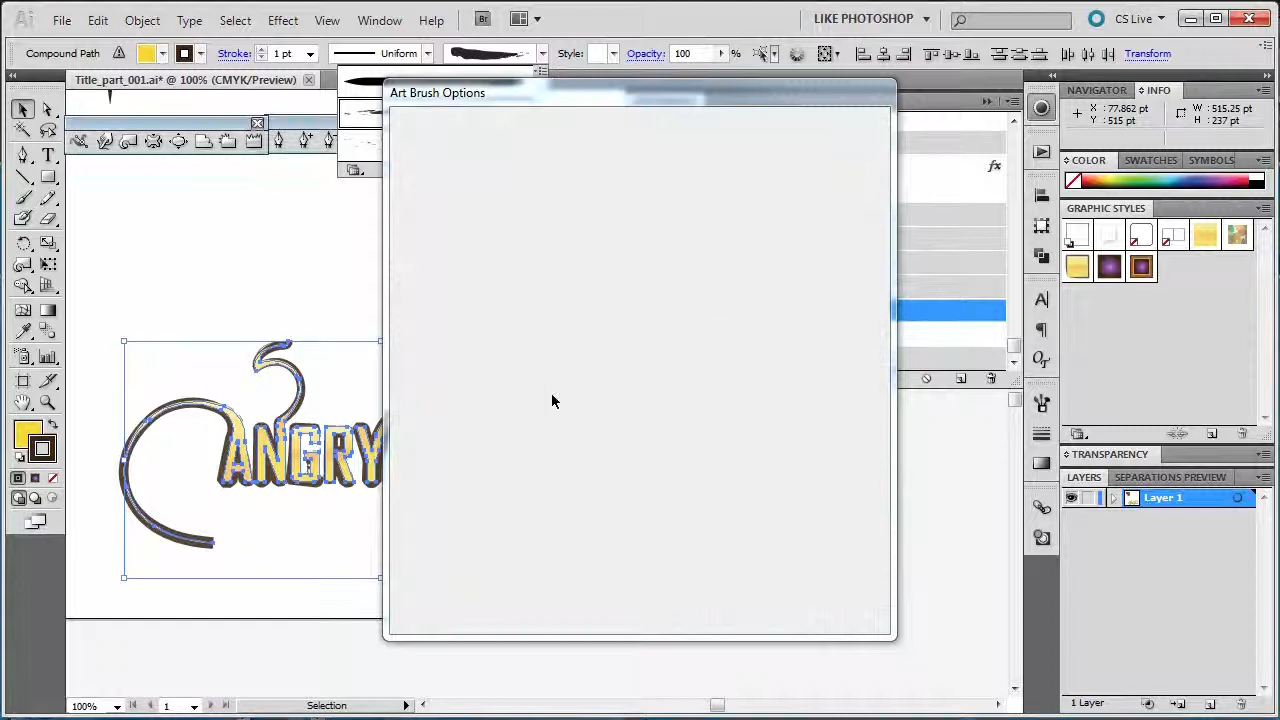 Ai File Edit Object Type Select Effect View Window Help Br LIKE PHOTOSHOP CS Live
Compound Path Stroke: 1 pt Uniform Style: Opacity: 100 % Transform
Title_part_001.ai* @ 100% (CMYK/Preview)
Art Brush Options
NAVIGATOR INFO
X : 77.862 W : 515.25
Y : 515 pt H : 237 pt
fx
COLOR SWATCHES SYMBOLS
GRAPHIC STYLES
ANGRY
TRANSPARENCY
LAYERS SEPARATIONS PREVIEW
Layer 1
100% 1 Selection 1 Layer